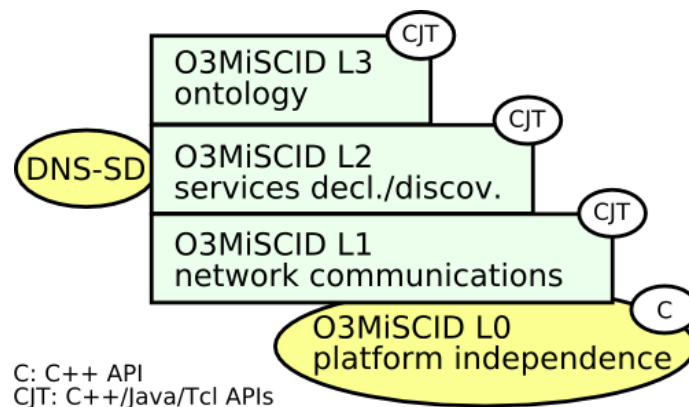 CJT
O3MiSCID L3
ontology
CJT
O3MiSCID L2
DNS-SD
services decl./discov.
CJT
O3MiSCID L1
network communications
C
O3MiSCID L0
platform independence
C: C++ API
CJT: C++/Java/Tcl APIs